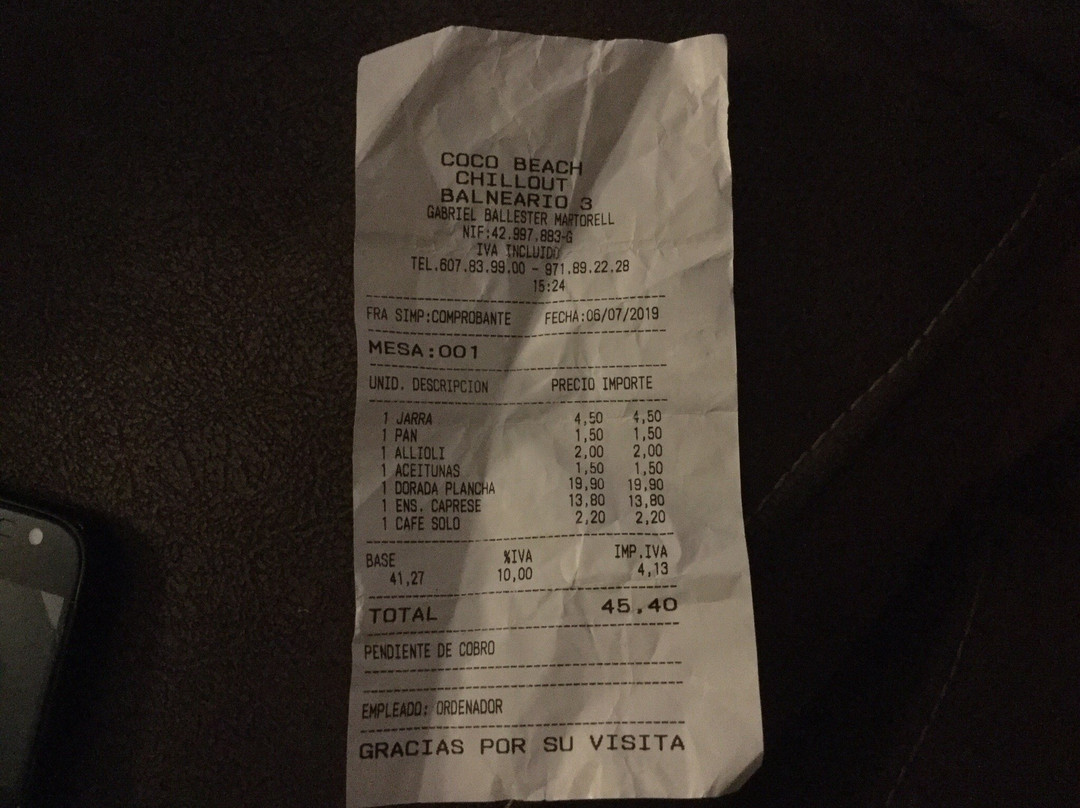 COCO BEACH
CHILLOUT
BALNEARIO 3
GABRIEL BALLESTER MARTORELL
NIF:42.997.883-G
IVA INCLUIDO
TEL.607.83.99.00 - 971.89.22.28
15:24
FRA SIMP:COMPROBANTE FECHA:06/07/2019
MESA:001
UNID. DESCRIPCION PRECIO IMPORTE
1 JARRA 4,50 4,50
1 PAN 1,50 1,50
1 ALLIOLI 2,00 2,00
1 ACEITUNAS 1,50 1,50
1 DORADA PLANCHA 19,90 19,90
1 ENS. CAPRESE 13,80 13,80
1 CAFE SOLO 2,20 2,20
BASE %IVA IMP.IVA
41,27 10,00 4,13
TOTAL 45,40
PENDIENTE DE COBRO
EMPLEADO: ORDENADOR
GRACIAS POR SU VISITA